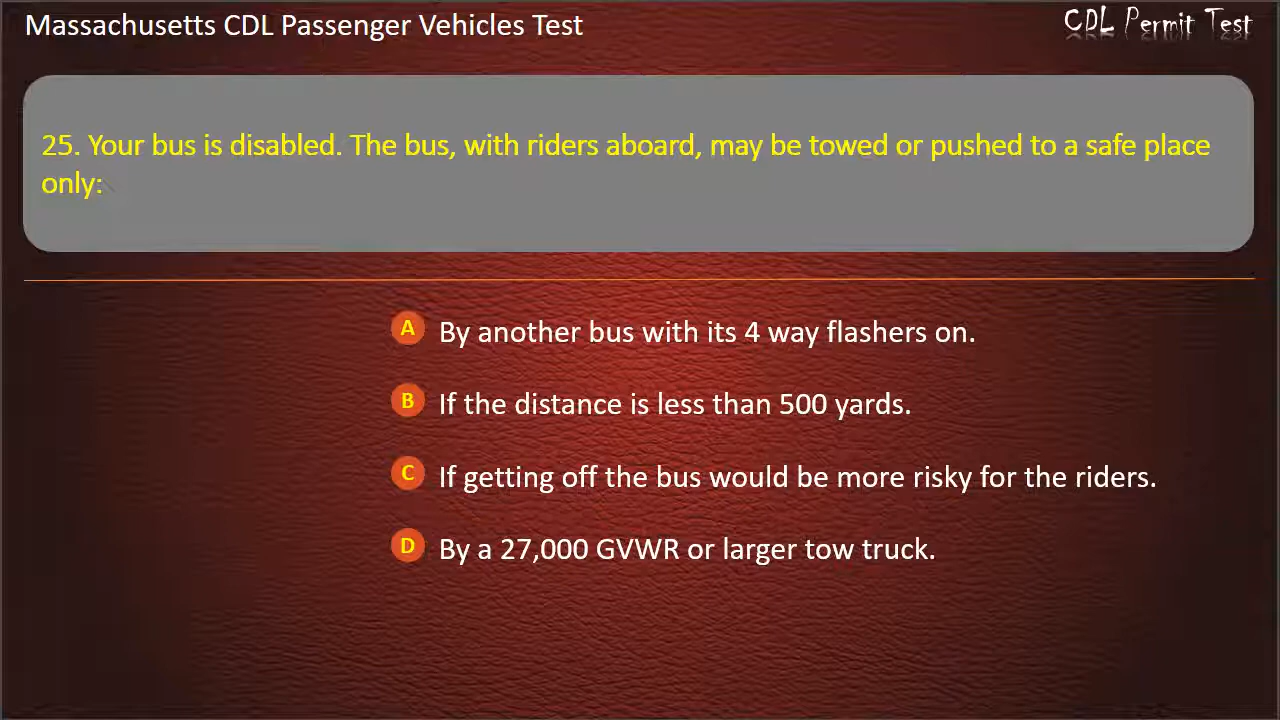 Massachusetts CDL Passenger Vehicles Test
CDL Permit Test
25. Your bus is disabled. The bus, with riders aboard, may be towed or pushed to a safe place
only:
A By another bus with its 4 way flashers on.
B If the distance is less than 500 yards.
C If getting off the bus would be more risky for the riders.
D By a 27,000 GVWR or larger tow truck.